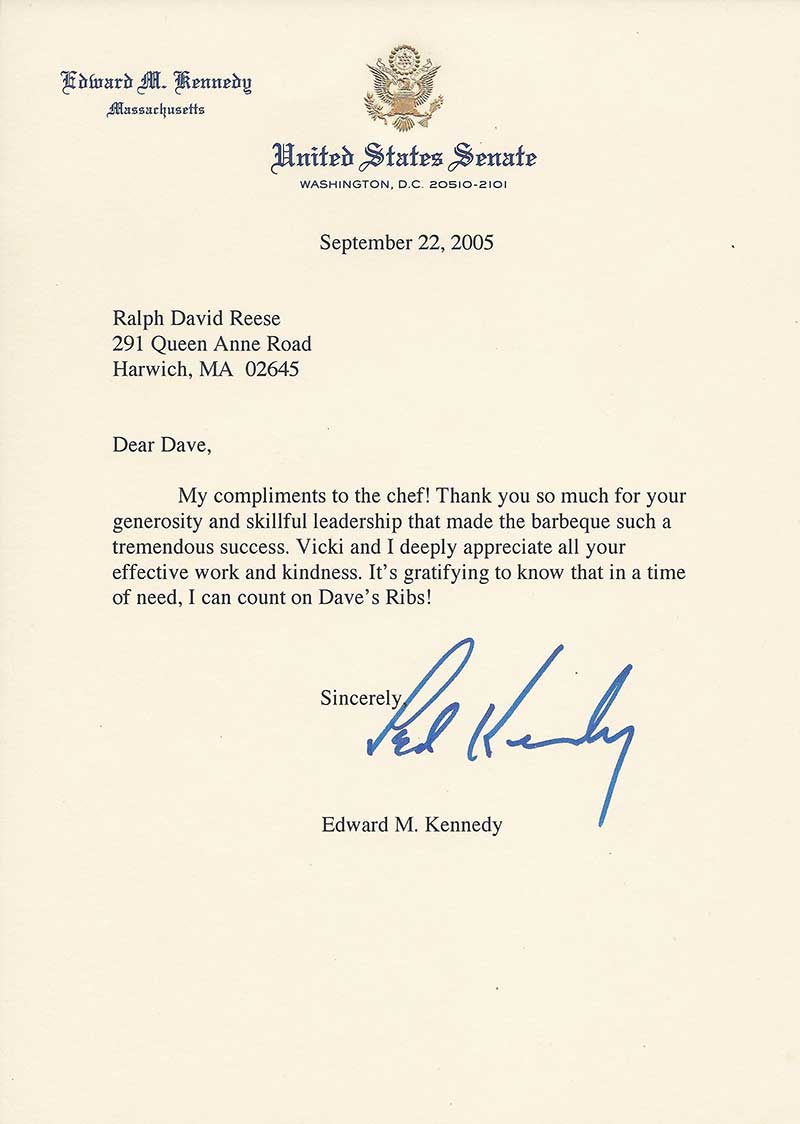 Edward M. Kennedy
Massachusetts
United States Senate
WASHINGTON, D.C. 20510-2101
September 22, 2005
Ralph David Reese
291 Queen Anne Road
Harwich, MA 02645
Dear Dave,
My compliments to the chef! Thank you so much for your
generosity and skillful leadership that made the barbeque such a
tremendous success. Vicki and I deeply appreciate all your
effective work and kindness. It's gratifying to know that in a time
of need, I can count on Dave's Ribs!
Sincerely,
Ted Kennedy
Edward M. Kennedy